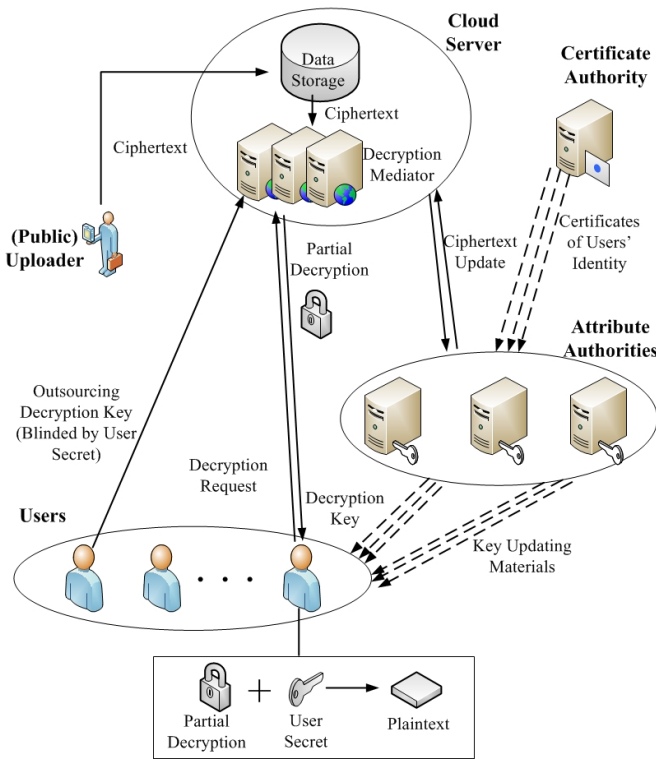 Cloud
Server
Data
Storage
Certificate
Authority
Ciphertext
Ciphertext
Decryption
Mediator
(Public)
Uploader
Partial
Decryption
Ciphertext
Update
Certificates
of Users'
Identity
Attribute
Authorities
Outsourcing
Decryption Key
(Blinded by User
Secret)
Decryption
Request
Decryption
Key
Users
Key Updating
Materials
Partial
Decryption
User
Secret
Plaintext